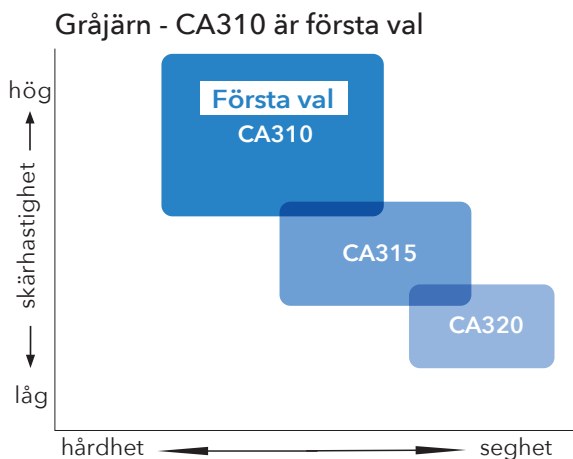 Gråjärn - CA310 är första val
hög
skärhastighet
låg
Första val
CA310
CA315
CA320
hårdhet
seghet